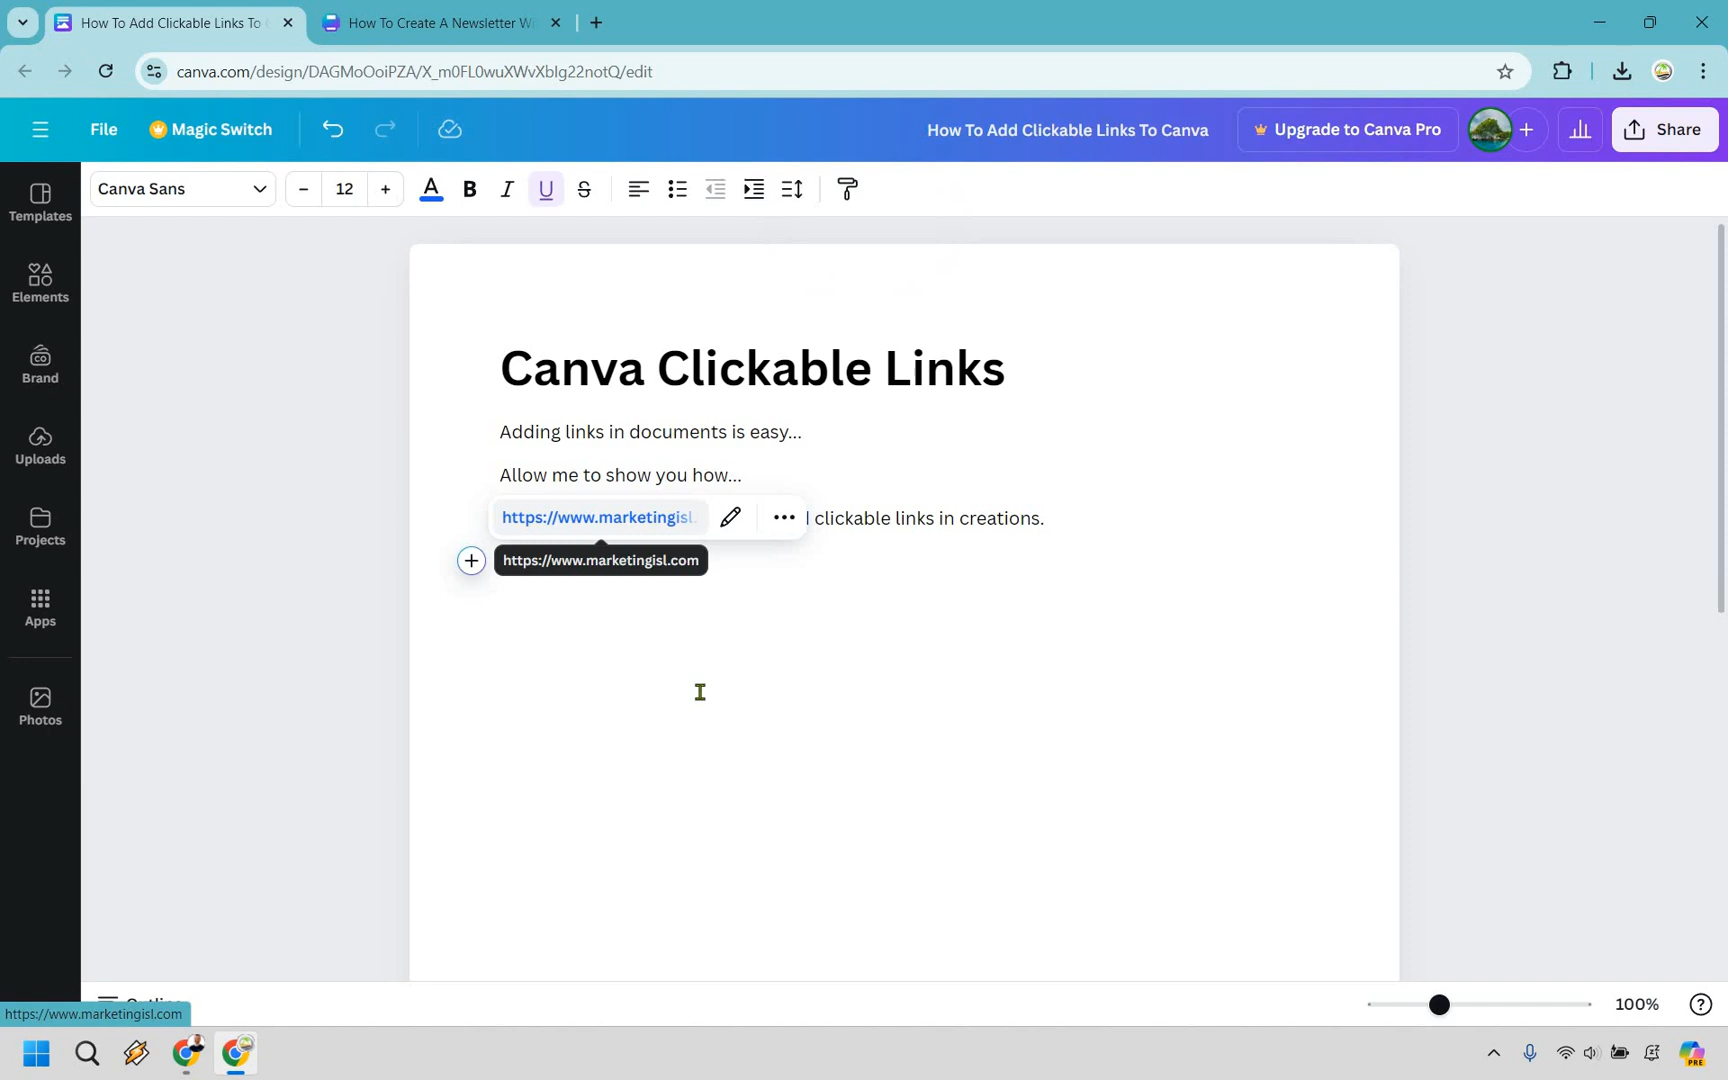 How To Add Clickable Links To
How To Create A Newsletter Wi
canva.com/design/DAGMoOoiPZA/X_m0FL0wuXWvXbIg22notQ/edit
File
Magic Switch
How To Add Clickable Links To Canva
Upgrade to Canva Pro
Share
Canva Sans
12
A B I U S
Templates
Elements
Brand
Uploads
Projects
Apps
Photos
Canva Clickable Links
Adding links in documents is easy...
Allow me to show you how...
https://www.marketingisl.
clickable links in creations.
https://www.marketingisl.com
100%
https://www.marketingisl.com
PRE